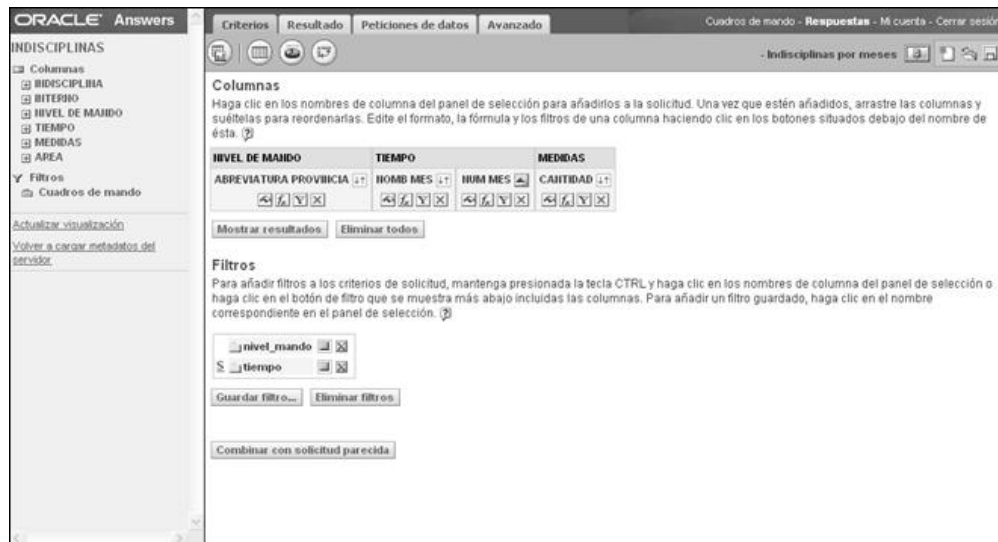 ORACLE Answers
Criterios
Resultado
Peticiones de datos
Avanzado
Cuadros de mando - Respuestas - Mi cuenta - Cerrar sesión
INDISCIPLINAS
Columnas
INDISCIPLINA
INTERNO
NIVEL DE MANDO
TIEMPO
MEDIDAS
AREA
Filtros
Cuadros de mando
Actualizar visualización
Volver a cargar metadatos del
servidor
- Indisciplinas por meses
Columnas
Haga clic en los nombres de columna del panel de selección para añadirlos a la solicitud. Una vez que estén añadidos, arrastre las columnas y
suéltelas para reordenarlas. Edite el formato, la fórmula y los filtros de una columna haciendo clic en los botones situados debajo del nombre de
ésta.
NIVEL DE MANDO TIEMPO MEDIDAS
ABREVIATURA PROVINCIA NOMB MES NUM MES CANTIDAD
Mostrar resultados Eliminar todos
Filtros
Para añadir filtros a los criterios de solicitud, mantenga presionada la tecla CTRL y haga clic en los nombres de columna del panel de selección o
haga clic en el botón de filtro que se muestra más abajo incluidas las columnas. Para añadir un filtro guardado, haga clic en el nombre
correspondiente en el panel de selección.
nivel_mando
tiempo
Guardar filtro... Eliminar filtros
Combinar con solicitud parecida